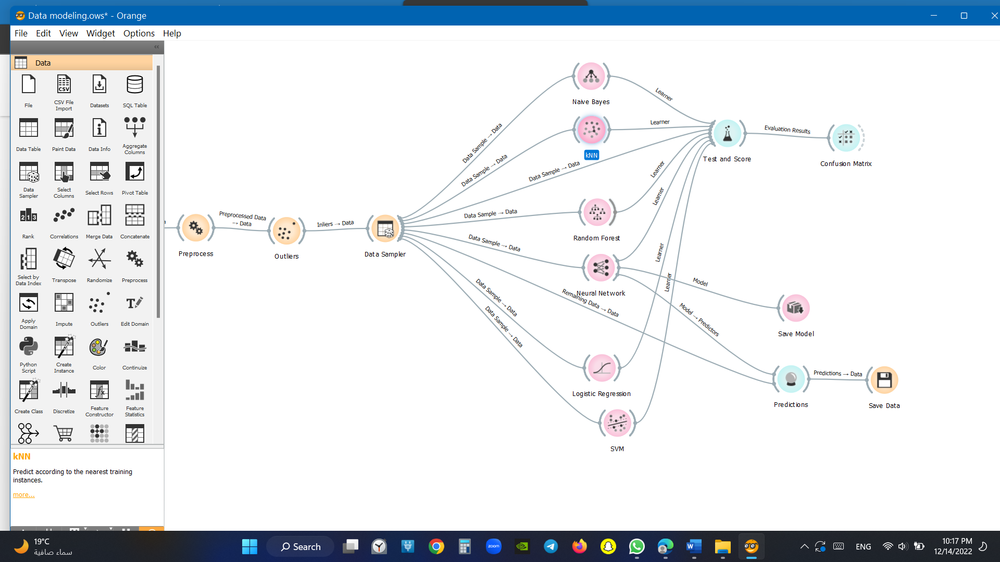 Data modeling.ows* - Orange
File Edit View Widget Options Help
Data
File
CSV File Import
Datasets
SQL Table
Data Table
Paint Data
Data Info
Aggregate Columns
Data Sampler
Select Columns
Select Rows
Pivot Table
Rank
Correlations
Merge Data
Concatenate
Select by Data Index
Transpose
Randomize
Preprocess
Apply Domain
Impute
Outliers
Edit Domain
Python Script
Create Instance
Color
Continuize
Create Class
Discretize
Feature Constructor
Feature Statistics
kNN
Predict according to the nearest training
instances.
more...
Preprocess
Preprocessed Data
→ Data
Outliers
Inliers → Data
Data Sampler
Data Sample → Data
Data Sample → Data
Data Sample → Data
Data Sample → Data
Data Sample → Data
Data Sample → Data
Data Sample → Data
Remaining Data → Data
Naive Bayes
kNN
Random Forest
Neural Network
Logistic Regression
SVM
Learner
Learner
Learner
Learner
Learner
Learner
Test and Score
Evaluation Results
Confusion Matrix
Model
Save Model
Model → Predictors
Predictions
Predictions → Data
Save Data
19°C
سماء صافية
Search
zoom
ENG
10:17 PM
12/14/2022